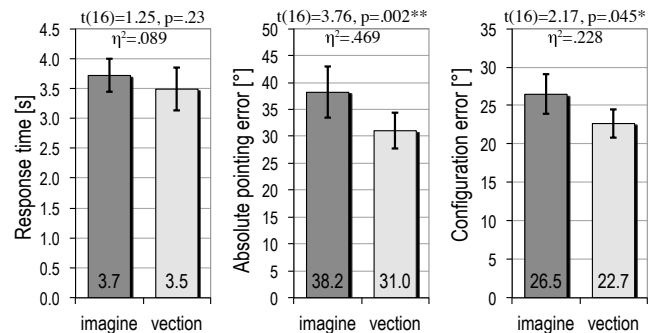 t(16)=1.25, p=.23
η²=.089
Response time [s]
4.5
4.0
3.5
3.0
2.5
2.0
1.5
1.0
0.5
0.0
3.7
3.5
imagine
vection
t(16)=3.76, p=.002**
η²=.469
Absolute pointing error [°]
50
45
40
35
30
25
20
15
10
5
0
38.2
31.0
imagine
vection
t(16)=2.17, p=.045*
η²=.228
Configuration error [°]
35
30
25
20
15
10
5
0
26.5
22.7
imagine
vection